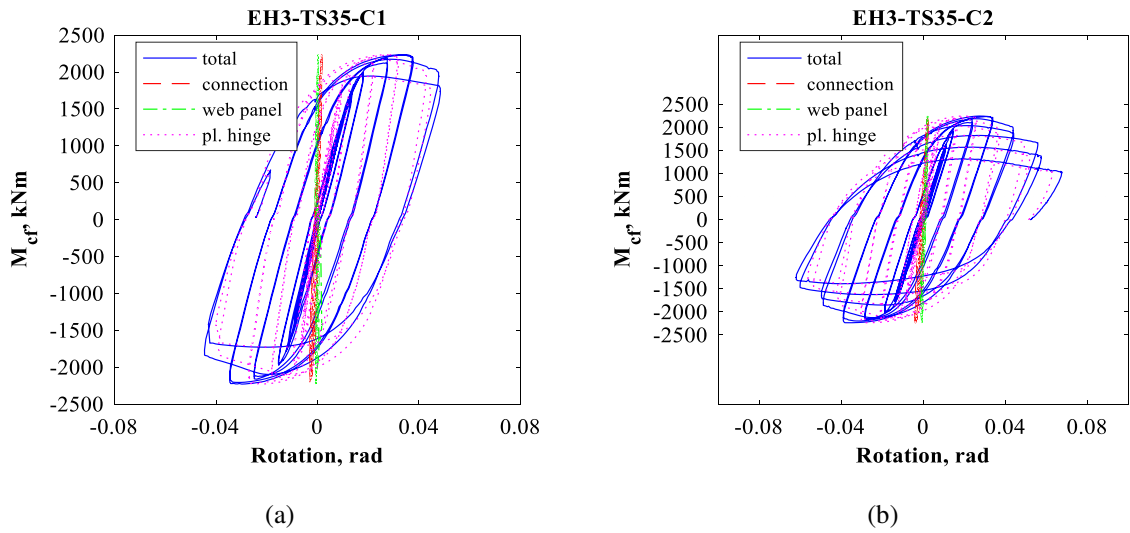 EH3-TS35-C1
2500
2000
1500
1000
500
0
-500
-1000
-1500
-2000
-2500
M_cf, kNm
total
connection
web panel
pl. hinge
-0.08
-0.04
0
0.04
0.08
Rotation, rad
(a)
EH3-TS35-C2
2500
2000
1500
1000
500
0
-500
-1000
-1500
-2000
-2500
M_cf, kNm
total
connection
web panel
pl. hinge
-0.08
-0.04
0
0.04
0.08
Rotation, rad
(b)